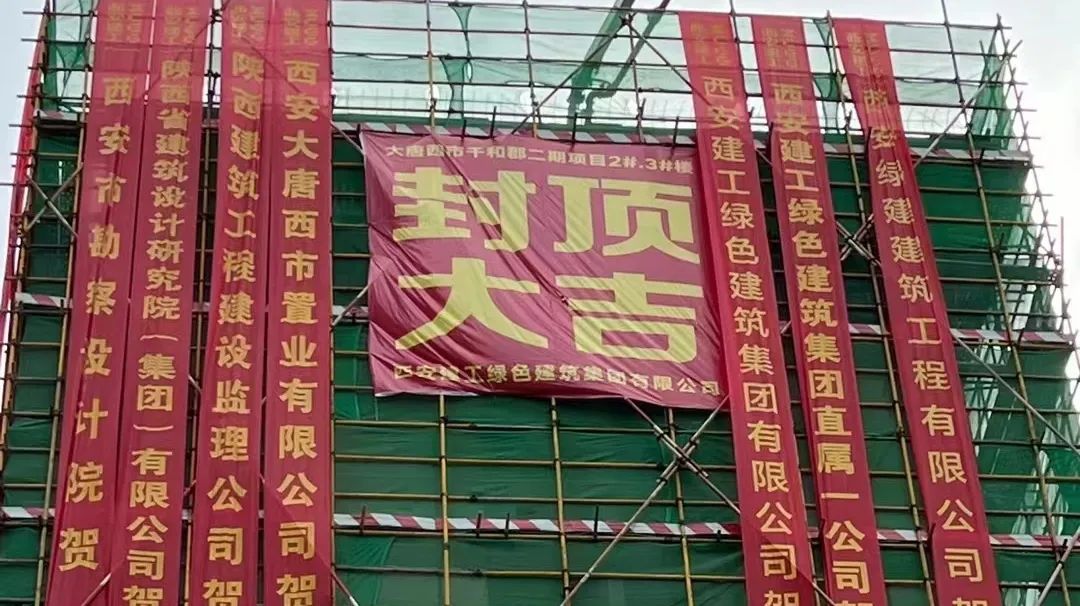 西安市勘察设计院贺
陕西省建筑设计研究院(集团)有限公司贺
陕西建筑工程建设监理公司贺
西安大唐西市置业有限公司贺
大唐西市千和郡二期项目2#.3#楼
封顶
大吉
西安建工绿色建筑集团有限公司
西安建工绿色建筑集团有限公司
西安建工绿色建筑集团直属一公司贺
西安绿建建筑工程有限公司贺